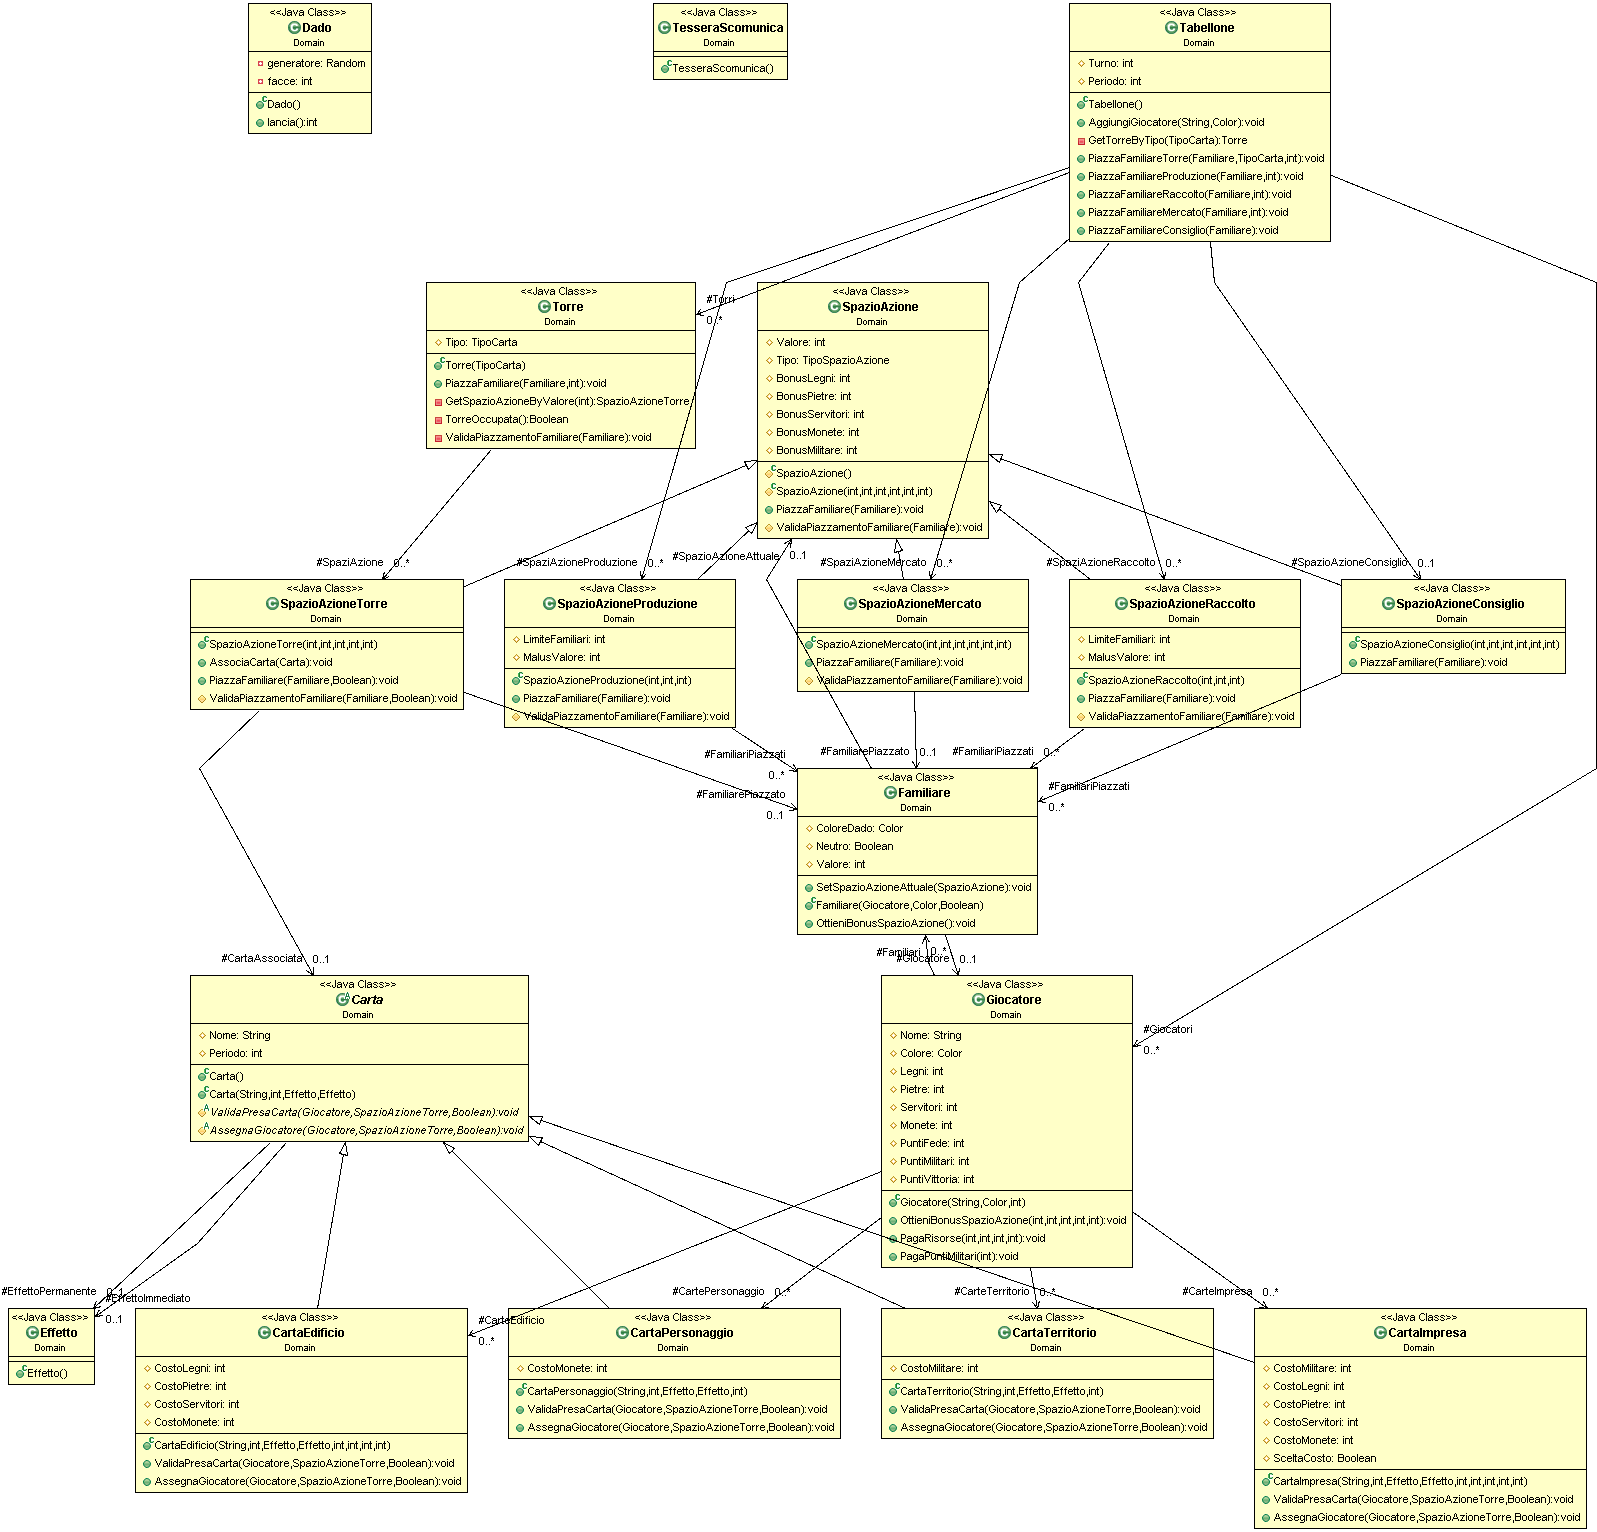 <<Java Class>>
Dado
Domain
generatore: Random
facce: int
Dado()
lancia():int
<<Java Class>>
TesseraScomunica
Domain
TesseraScomunica()
<<Java Class>>
Tabellone
Domain
Turno: int
Periodo: int
Tabellone()
AggiungiGiocatore(String,Color):void
GetTorreByTipo(TipoCarta):Torre
PiazzaFamiliareTorre(Familiare,TipoCarta,int):void
PiazzaFamiliareProduzione(Familiare,int):void
PiazzaFamiliareRaccolto(Familiare,int):void
PiazzaFamiliareMercato(Familiare,int):void
PiazzaFamiliareConsiglio(Familiare):void
<<Java Class>>
Torre
Domain
Tipo: TipoCarta
Torre(TipoCarta)
PiazzaFamiliare(Familiare,int):void
GetSpazioAzioneByValore(int):SpazioAzioneTorre
TorreOccupata():Boolean
ValidaPiazzamentoFamiliare(Familiare):void
#Torri
0..*
<<Java Class>>
SpazioAzione
Domain
Valore: int
Tipo: TipoSpazioAzione
BonusLegni: int
BonusPietre: int
BonusServitori: int
BonusMonete: int
BonusMilitare: int
SpazioAzione()
SpazioAzione(int,int,int,int,int,int)
PiazzaFamiliare(Familiare):void
ValidaPiazzamentoFamiliare(Familiare):void
#SpaziAzione 0..*
#SpaziAzioneProduzione 0..*
#SpazioAzioneAttuale 0..1
#SpaziAzioneMercato 0..*
#SpaziAzioneRaccolto 0..*
#SpazioAzioneConsiglio 0..1
<<Java Class>>
SpazioAzioneTorre
Domain
SpazioAzioneTorre(int,int,int,int,int)
AssociaCarta(Carta):void
PiazzaFamiliare(Familiare,Boolean):void
ValidaPiazzamentoFamiliare(Familiare,Boolean):void
<<Java Class>>
SpazioAzioneProduzione
Domain
LimiteFamiliari: int
MalusValore: int
SpazioAzioneProduzione(int,int,int)
PiazzaFamiliare(Familiare):void
ValidaPiazzamentoFamiliare(Familiare):void
<<Java Class>>
SpazioAzioneMercato
Domain
SpazioAzioneMercato(int,int,int,int,int,int)
PiazzaFamiliare(Familiare):void
ValidaPiazzamentoFamiliare(Familiare):void
<<Java Class>>
SpazioAzioneRaccolto
Domain
LimiteFamiliari: int
MalusValore: int
SpazioAzioneRaccolto(int,int,int)
PiazzaFamiliare(Familiare):void
ValidaPiazzamentoFamiliare(Familiare):void
<<Java Class>>
SpazioAzioneConsiglio
Domain
SpazioAzioneConsiglio(int,int,int,int,int,int)
PiazzaFamiliare(Familiare):void
#FamiliariPiazzati
0..*
#FamiliarePiazzato
0..1
#FamiliarePiazzato 0..1
#FamiliariPiazzati 0..*
#FamiliariPiazzati
0..*
<<Java Class>>
Familiare
Domain
ColoreDado: Color
Neutro: Boolean
Valore: int
SetSpazioAzioneAttuale(SpazioAzione):void
Familiare(Giocatore,Color,Boolean)
OttieniBonusSpazioAzione():void
#Familiari 0..*
#Giocatore 0..1
#CartaAssociata 0..1
<<Java Class>>
Carta
Domain
Nome: String
Periodo: int
Carta()
Carta(String,int,Effetto,Effetto)
ValidaPresaCarta(Giocatore,SpazioAzioneTorre,Boolean):void
AssegnaGiocatore(Giocatore,SpazioAzioneTorre,Boolean):void
<<Java Class>>
Giocatore
Domain
Nome: String
Colore: Color
Legni: int
Pietre: int
Servitori: int
Monete: int
PuntiFede: int
PuntiMilitari: int
PuntiVittoria: int
Giocatore(String,Color,int)
OttieniBonusSpazioAzione(int,int,int,int,int):void
PagaRisorse(int,int,int,int):void
PagaPuntiMilitari(int):void
#Giocatori
0..*
#EffettoPermanente 0..1
#EffettoImmediato
0..1
#CarteEdificio
0..*
#CartePersonaggio 0..*
#CarteTerritorio 0..*
#CarteImpresa 0..*
<<Java Class>>
Effetto
Domain
Effetto()
<<Java Class>>
CartaEdificio
Domain
CostoLegni: int
CostoPietre: int
CostoServitori: int
CostoMonete: int
CartaEdificio(String,int,Effetto,Effetto,int,int,int,int)
ValidaPresaCarta(Giocatore,SpazioAzioneTorre,Boolean):void
AssegnaGiocatore(Giocatore,SpazioAzioneTorre,Boolean):void
<<Java Class>>
CartaPersonaggio
Domain
CostoMonete: int
CartaPersonaggio(String,int,Effetto,Effetto,int)
ValidaPresaCarta(Giocatore,SpazioAzioneTorre,Boolean):void
AssegnaGiocatore(Giocatore,SpazioAzioneTorre,Boolean):void
<<Java Class>>
CartaTerritorio
Domain
CostoMilitare: int
CartaTerritorio(String,int,Effetto,Effetto,int)
ValidaPresaCarta(Giocatore,SpazioAzioneTorre,Boolean):void
AssegnaGiocatore(Giocatore,SpazioAzioneTorre,Boolean):void
<<Java Class>>
CartaImpresa
Domain
CostoMilitare: int
CostoLegni: int
CostoPietre: int
CostoServitori: int
CostoMonete: int
SceltaCosto: Boolean
CartaImpresa(String,int,Effetto,Effetto,int,int,int,int,int)
ValidaPresaCarta(Giocatore,SpazioAzioneTorre,Boolean):void
AssegnaGiocatore(Giocatore,SpazioAzioneTorre,Boolean):void